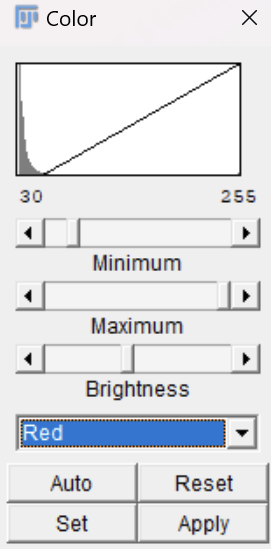 Color
30 255
Minimum
Maximum
Brightness
Red
Auto Reset
Set Apply